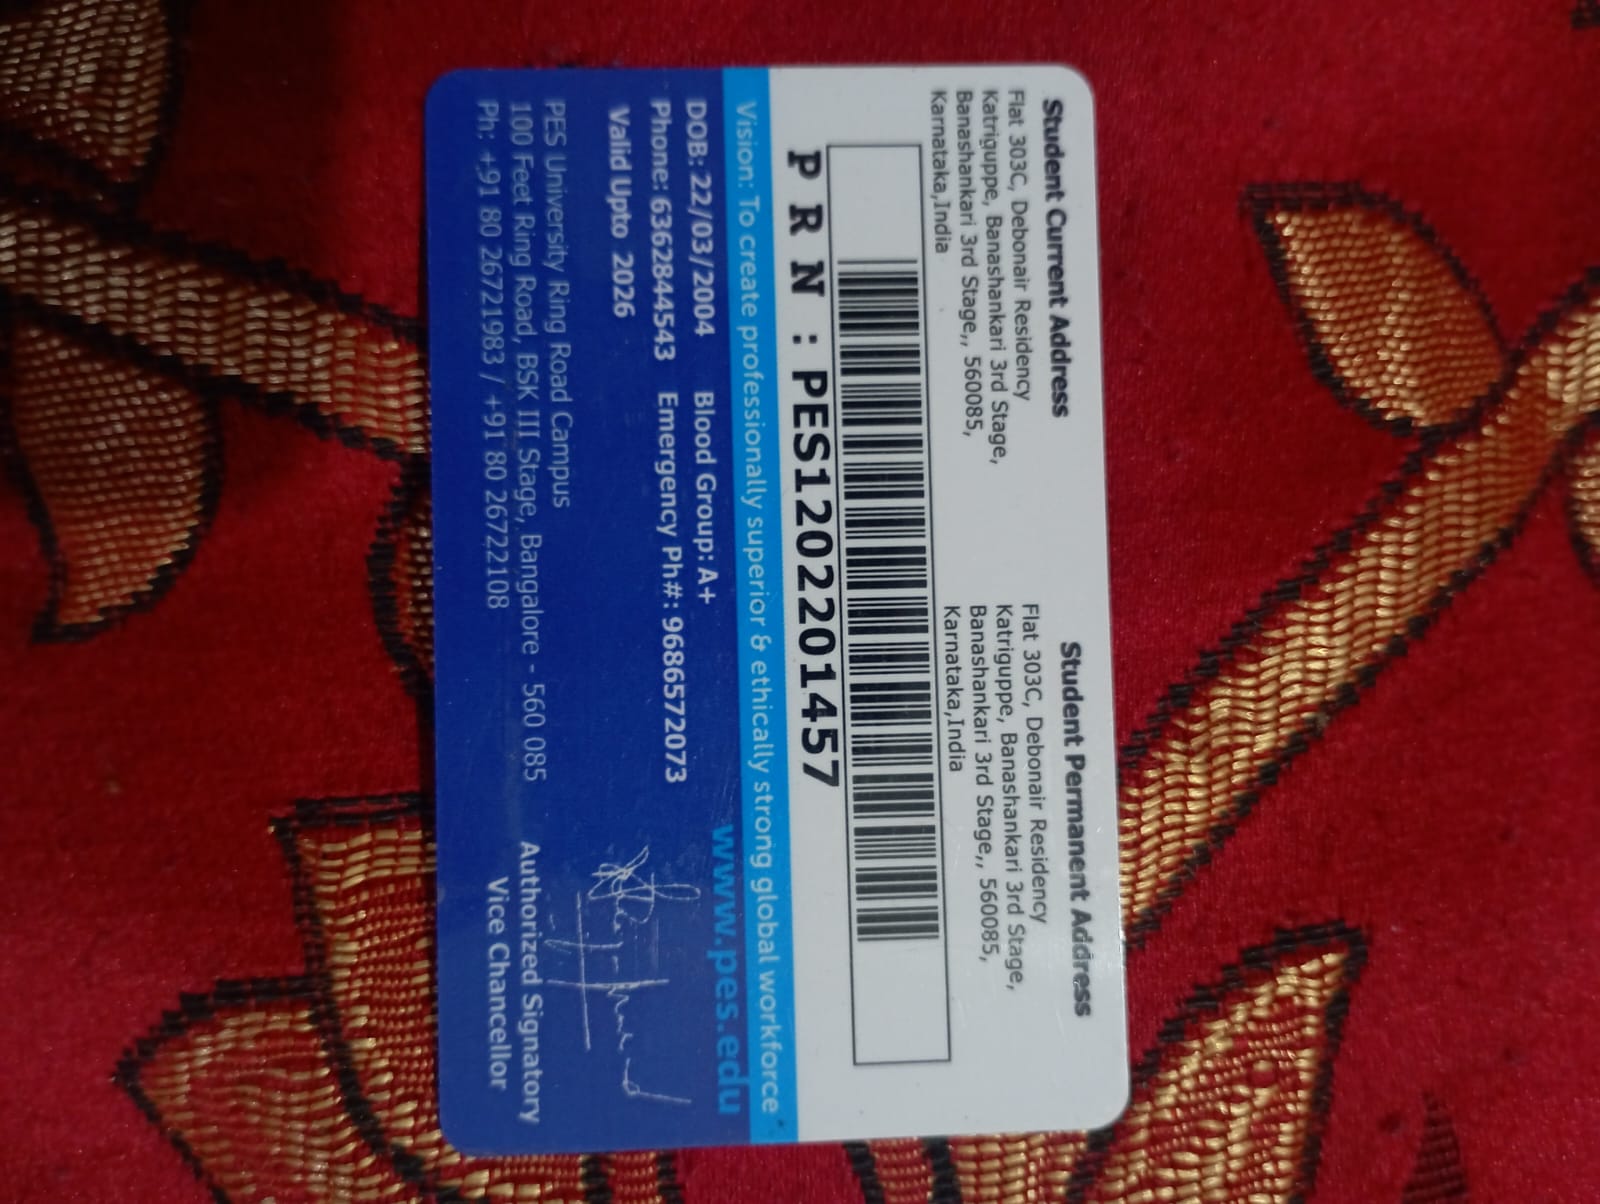 Student Current Address
Flat 303C, Debonair Residency
Katriguppe, Banashankari 3rd Stage,
Banashankari 3rd Stage,, 560085,
Karnataka,India
Student Permanent Address
Flat 303C, Debonair Residency
Katriguppe, Banashankari 3rd Stage,
Banashankari 3rd Stage,, 560085,
Karnataka,India
PRN : PES1202201457
Vision: To create professionally superior & ethically strong global workforce
www.pes.edu
DOB: 22/03/2004 Blood Group: A+
Phone: 6362844543 Emergency Ph#: 9686572073
Valid Upto 2026
PES University Ring Road Campus
100 Feet Ring Road, BSK III Stage, Bangalore - 560 085
Ph: +91 80 26721983 / +91 80 26722108
Authorized Signatory
Vice Chancellor